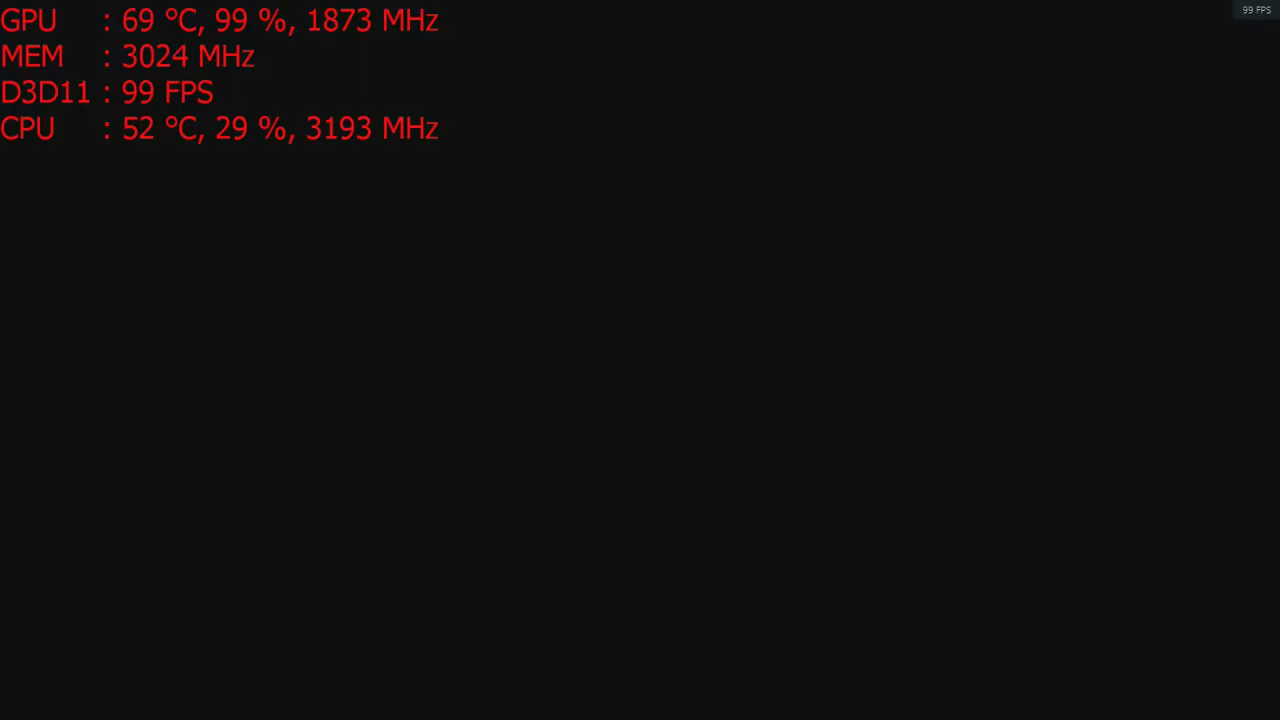 GPU : 69 °C, 99 %, 1873 MHz
99 FPS
MEM : 3024 MHz
D3D11 : 99 FPS
CPU : 52 °C, 29 %, 3193 MHz